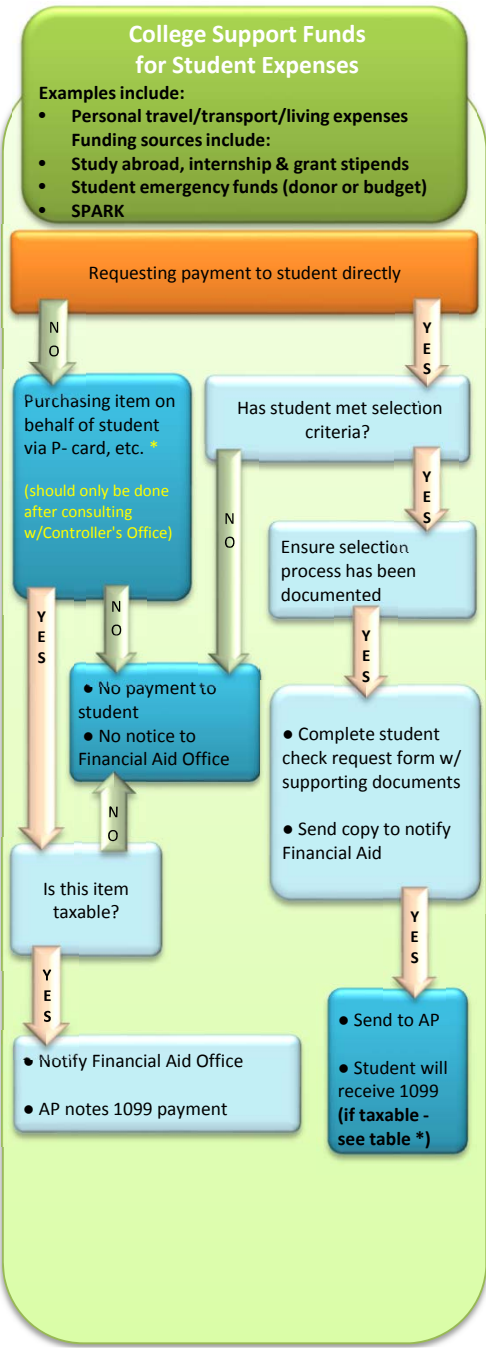 College Support Funds
for Student Expenses
Examples include:
• Personal travel/transport/living expenses
Funding sources include:
• Study abroad, internship & grant stipends
• Student emergency funds (donor or budget)
• SPARK
Requesting payment to student directly
N
O
Y
E
S
Purchasing item on
behalf of student
via P- card, etc. *
(should only be done
after consulting
w/Controller's Office)
Has student met selection
criteria?
N
O
Y
E
S
Ensure selection
process has been
documented
Y
E
S
N
O
Y
E
S
● No payment to
student
● No notice to
Financial Aid Office
● Complete student
check request form w/
supporting documents
● Send copy to notify
Financial Aid
N
O
Is this item
taxable?
Y
E
S
Y
E
S
● Notify Financial Aid Office
● AP notes 1099 payment
● Send to AP
● Student will
receive 1099
(if taxable -
see table *)